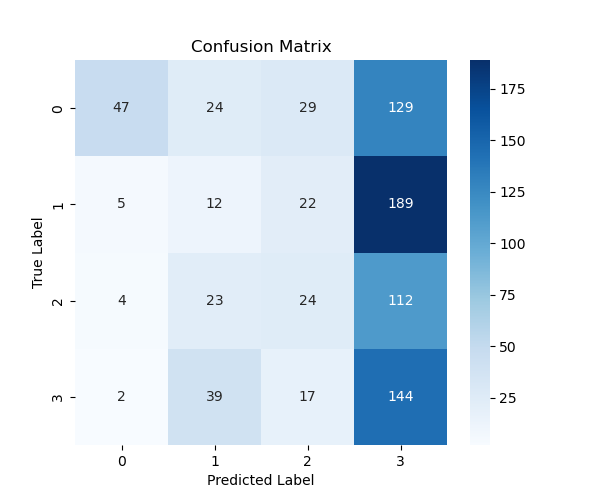 Confusion Matrix
True Label
0 47 24 29 129
1 5 12 22 189
2 4 23 24 112
3 2 39 17 144
0 1 2 3
Predicted Label
175
150
125
100
75
50
25